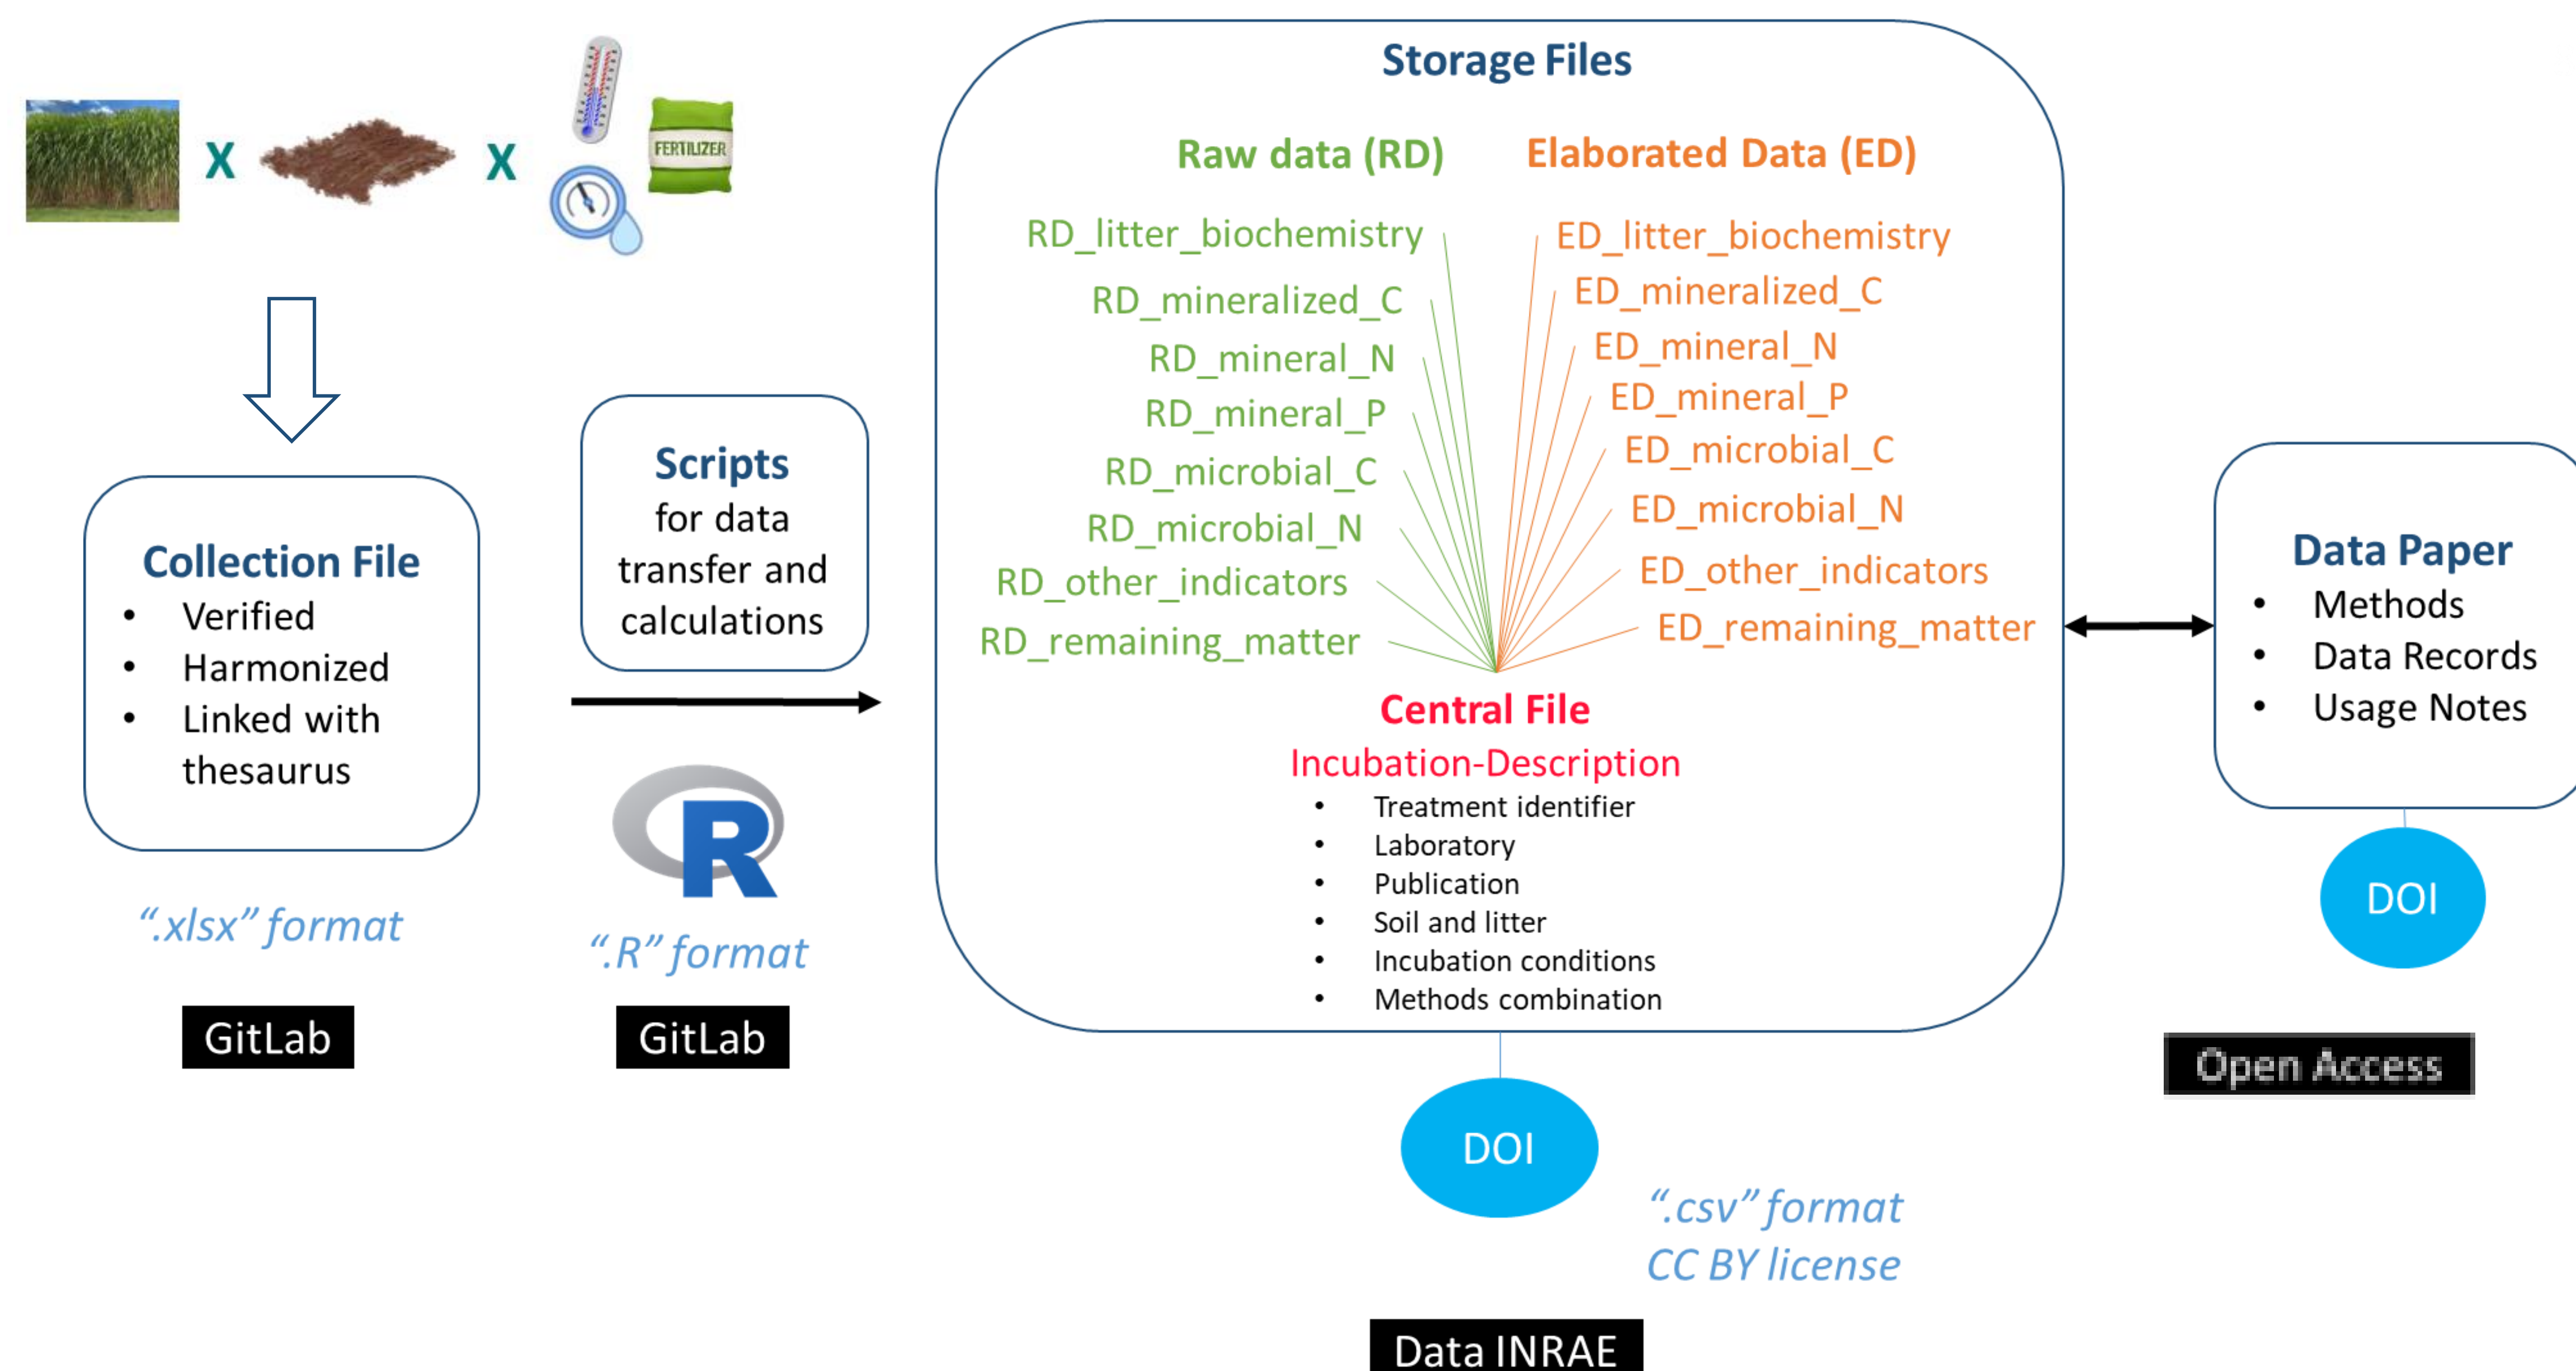 X
X
FERTILIZER
Collection File
• Verified
• Harmonized
• Linked with
thesaurus
“.xlsx” format
GitLab
Scripts
for data
transfer and
calculations
R
“.R” format
GitLab
Storage Files
Raw data (RD)
RD_litter_biochemistry
RD_mineralized_C
RD_mineral_N
RD_mineral_P
RD_microbial_C
RD_microbial_N
RD_other_indicators
RD_remaining_matter
Elaborated Data (ED)
ED_litter_biochemistry
ED_mineralized_C
ED_mineral_N
ED_mineral_P
ED_microbial_C
ED_microbial_N
ED_other_indicators
ED_remaining_matter
Central File
Incubation-Description
• Treatment identifier
• Laboratory
• Publication
• Soil and litter
• Incubation conditions
• Methods combination
DOI
“.csv” format
CC BY license
Data INRAE
Data Paper
• Methods
• Data Records
• Usage Notes
DOI
Open Access